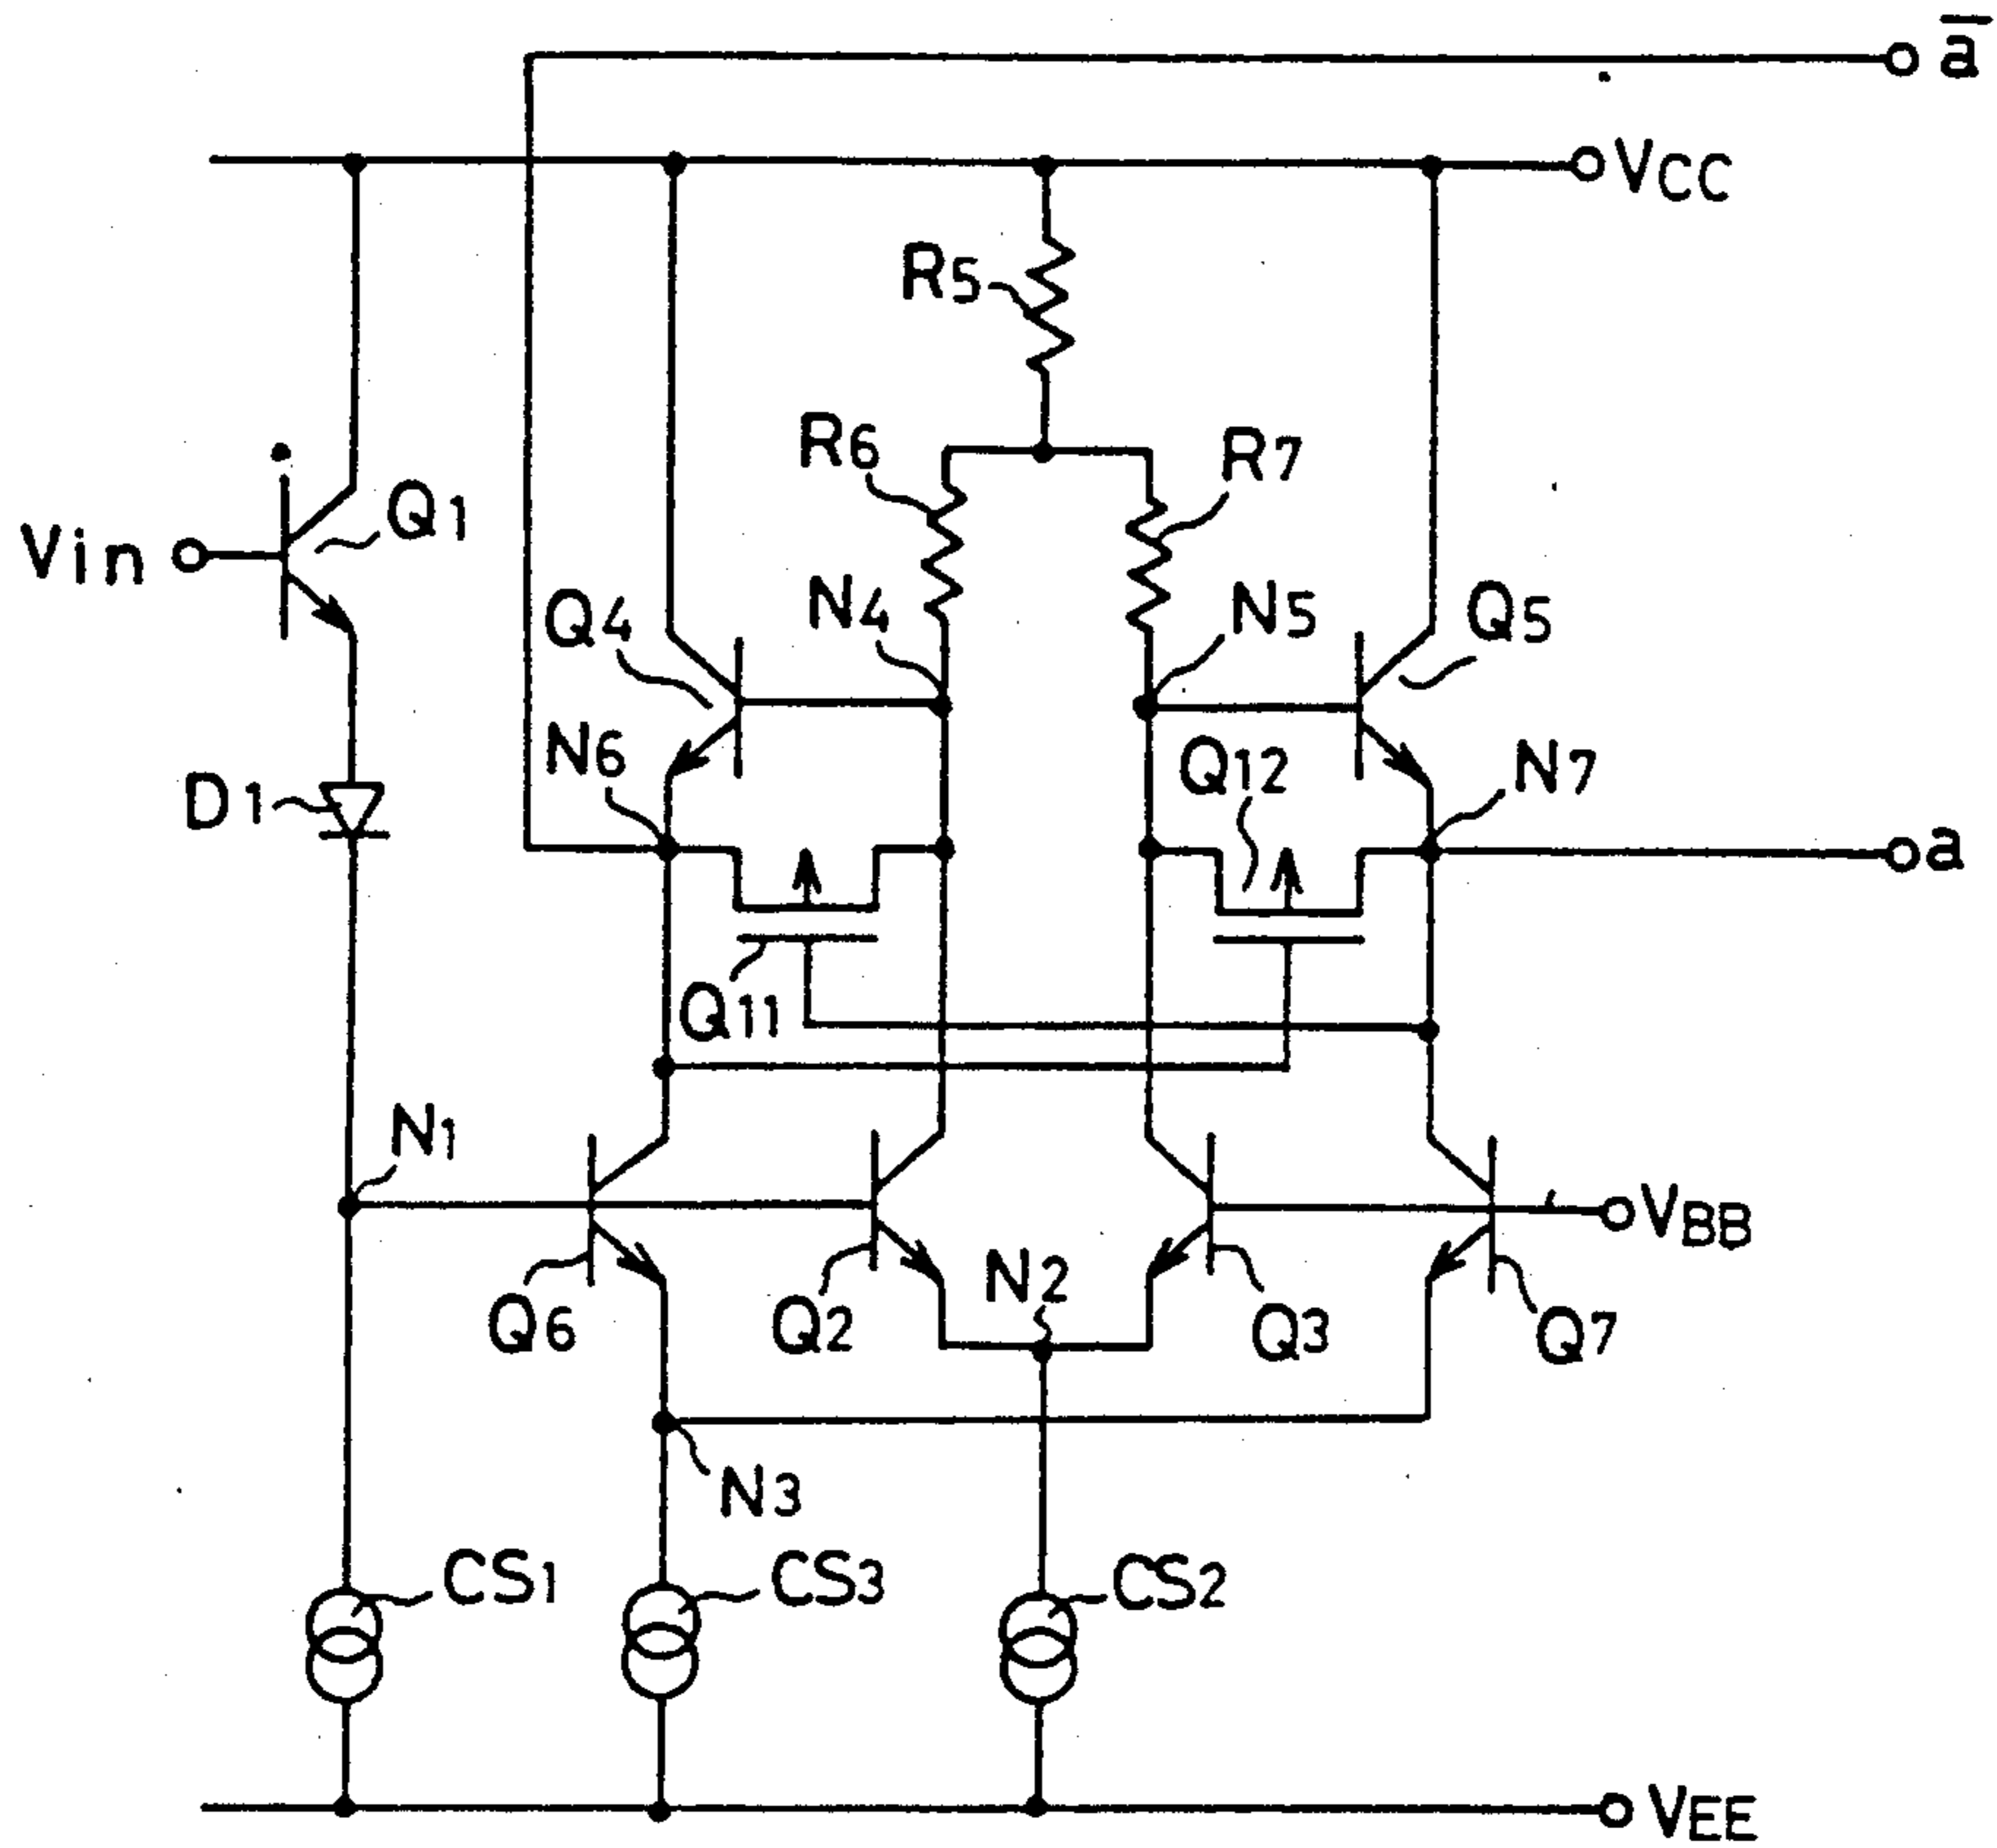 a̅
VCC
R5
R6
R7
Q1
Vin
N4
N5
Q4
Q5
N6
Q12
N7
D1
a
Q11
N1
VBB
N2
Q6
Q2
Q3
Q7
N3
CS1
CS3
CS2
VEE